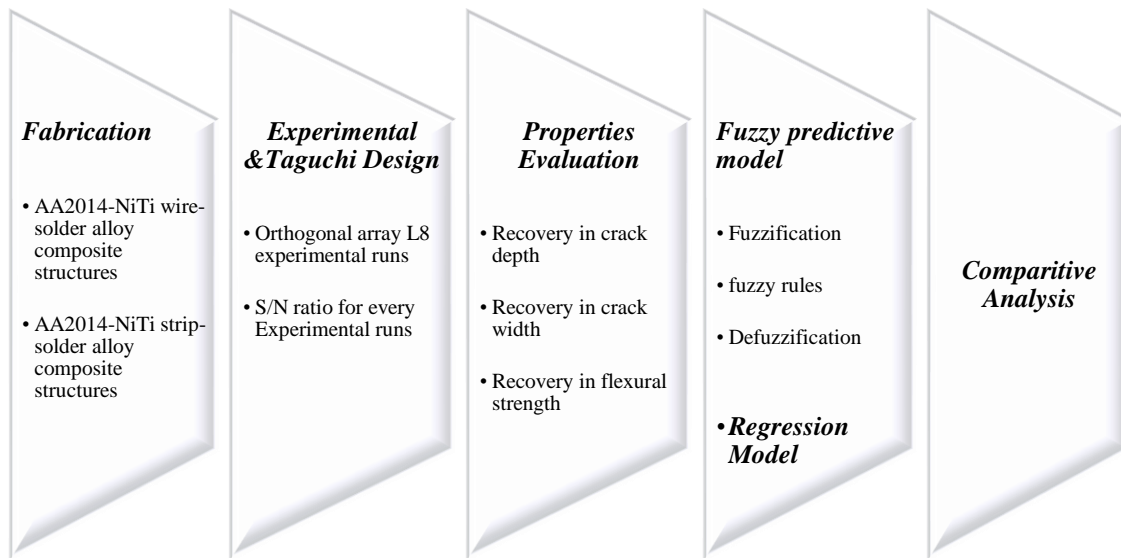 Fabrication
• AA2014-NiTi wire-
solder alloy
composite
structures
• AA2014-NiTi strip-
solder alloy
composite
structures
Experimental
&Taguchi Design
• Orthogonal array L8
experimental runs
• S/N ratio for every
Experimental runs
Properties
Evaluation
• Recovery in crack
depth
• Recovery in crack
width
• Recovery in flexural
strength
Fuzzy predictive
model
• Fuzzification
• fuzzy rules
• Defuzzification
•Regression
Model
Comparitive
Analysis